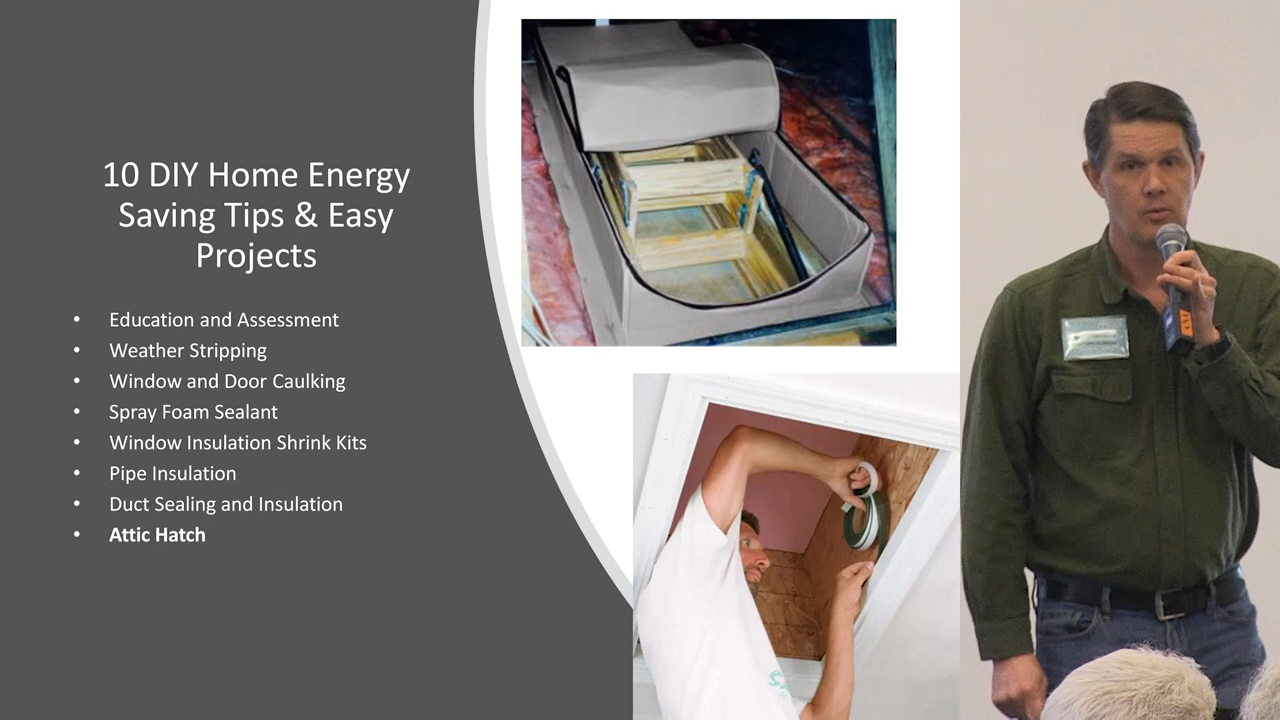 10 DIY Home Energy
Saving Tips & Easy
Projects
• Education and Assessment
• Weather Stripping
• Window and Door Caulking
• Spray Foam Sealant
• Window Insulation Shrink Kits
• Pipe Insulation
• Duct Sealing and Insulation
• Attic Hatch